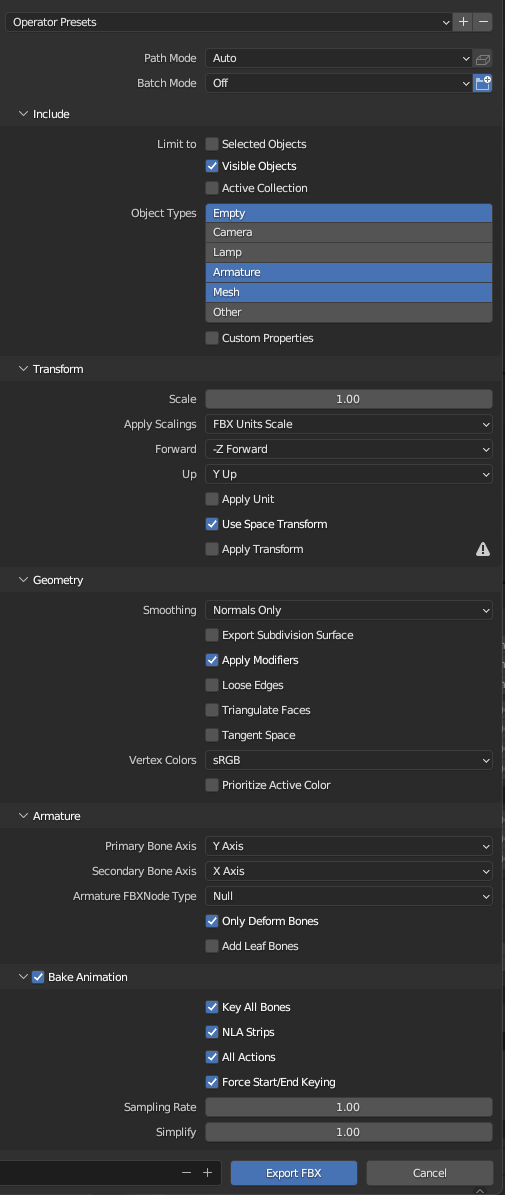 Operator Presets
Path Mode Auto
Batch Mode Off
Include
Limit to Selected Objects
Visible Objects
Active Collection
Object Types Empty
Camera
Lamp
Armature
Mesh
Other
Custom Properties
Transform
Scale 1.00
Apply Scalings FBX Units Scale
Forward -Z Forward
Up Y Up
Apply Unit
Use Space Transform
Apply Transform
Geometry
Smoothing Normals Only
Export Subdivision Surface
Apply Modifiers
Loose Edges
Triangulate Faces
Tangent Space
Vertex Colors sRGB
Prioritize Active Color
Armature
Primary Bone Axis Y Axis
Secondary Bone Axis X Axis
Armature FBXNode Type Null
Only Deform Bones
Add Leaf Bones
Bake Animation
Key All Bones
NLA Strips
All Actions
Force Start/End Keying
Sampling Rate 1.00
Simplify 1.00
Export FBX Cancel